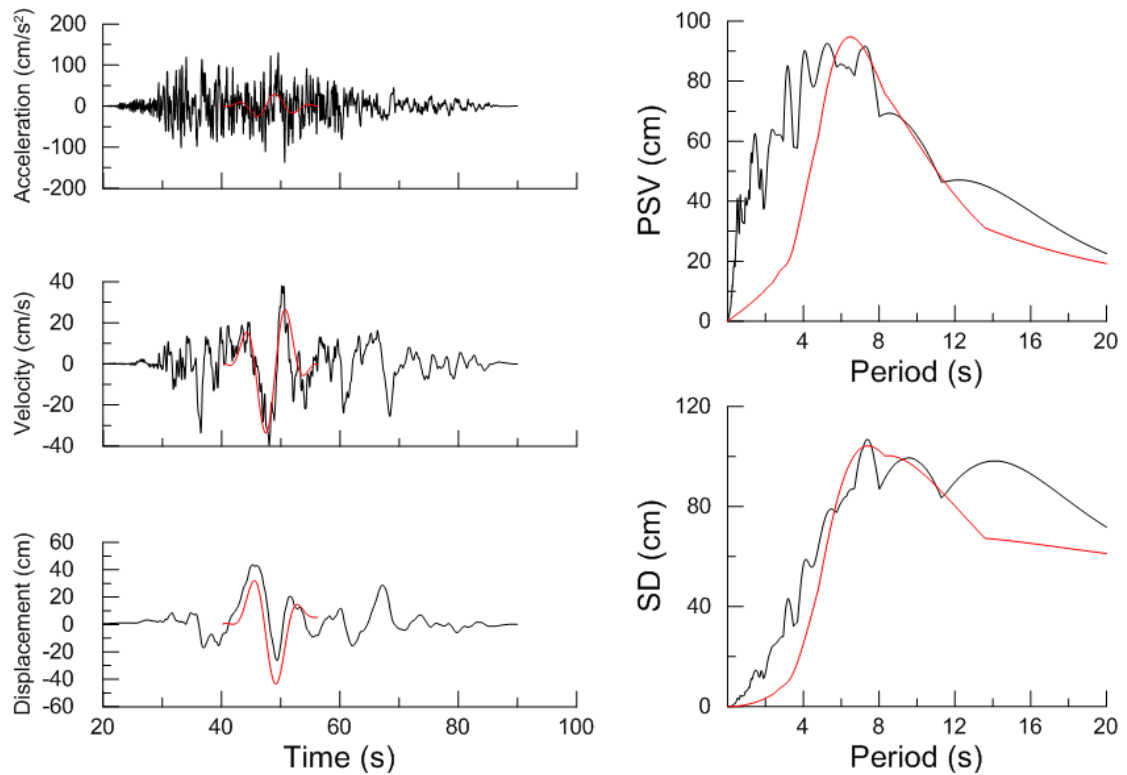 Acceleration (cm/s²)
200
100
0
-100
-200
Velocity (cm/s)
40
20
0
-20
-40
Displacement (cm)
60
40
20
0
-20
-40
-60
20 40 60 80 100
Time (s)
PSV (cm)
100
80
60
40
20
0
4 8 12 16 20
Period (s)
SD (cm)
120
80
40
0
4 8 12 16 20
Period (s)